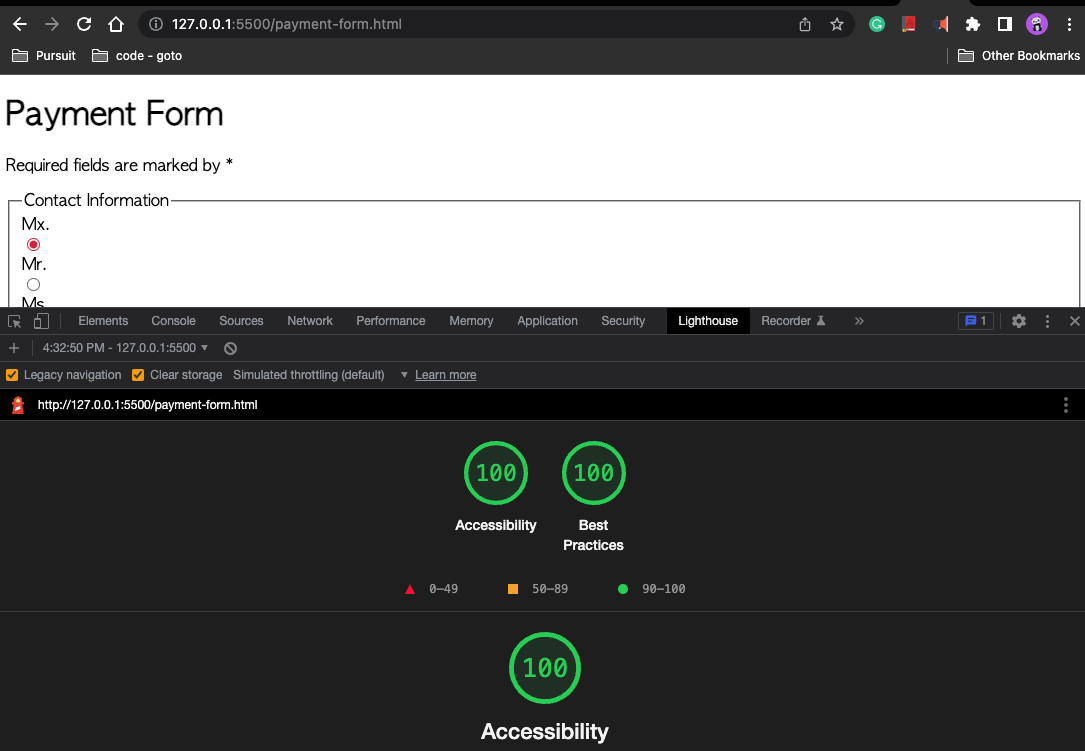 127.0.0.1:5500/payment-form.html
Pursuit code - goto Other Bookmarks
Payment Form
Required fields are marked by *
Contact Information
Mx.
Mr.
Ms
Elements Console Sources Network Performance Memory Application Security Lighthouse Recorder » 1
4:32:50 PM - 127.0.0.1:5500
Legacy navigation Clear storage Simulated throttling (default) Learn more
http://127.0.0.1:5500/payment-form.html
100 100
Accessibility Best
Practices
0–49 50–89 90–100
100
Accessibility